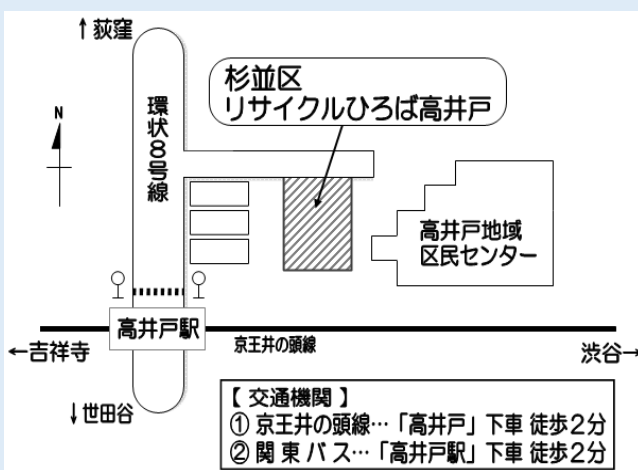 ↑荻窪
杉並区
リサイクルひろば高井戸
N
環状8号線
高井戸地域
区民センター
高井戸駅
京王井の頭線
←吉祥寺
渋谷→
↓世田谷
【 交通機関 】
① 京王井の頭線…「高井戸」下車 徒歩2分
② 関東バス…「高井戸駅」下車 徒歩2分